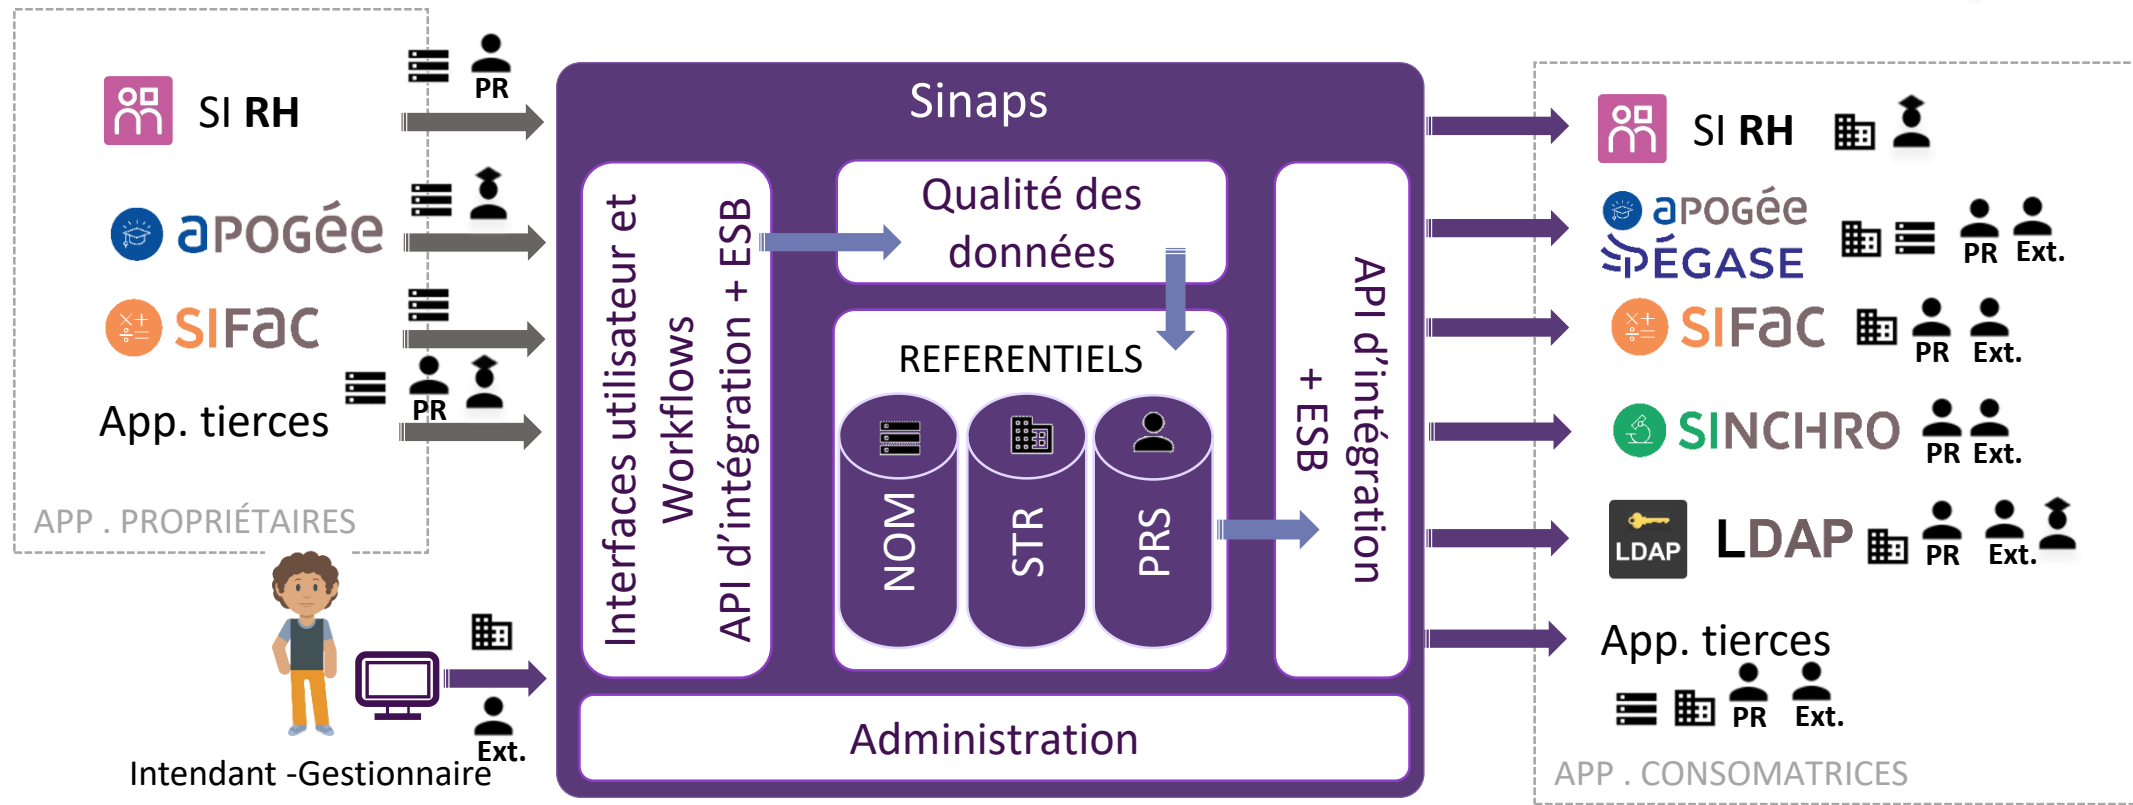 SI RH
PR
apogée
SIFac
App. tierces
PR
APP . PROPRIÉTAIRES
Intendant -Gestionnaire
Ext.
Sinaps
Interfaces utilisateur et
Workflows
API d'intégration + ESB
Qualité des
données
REFERENTIELS
NOM
STR
PRS
API d'intégration
+ ESB
Administration
SI RH
apogée
PÉGASE
PR
Ext.
SIFac
PR
Ext.
SINCHRO
PR
Ext.
LDAP
LDAP
PR
Ext.
App. tierces
PR
Ext.
APP . CONSOMATRICES